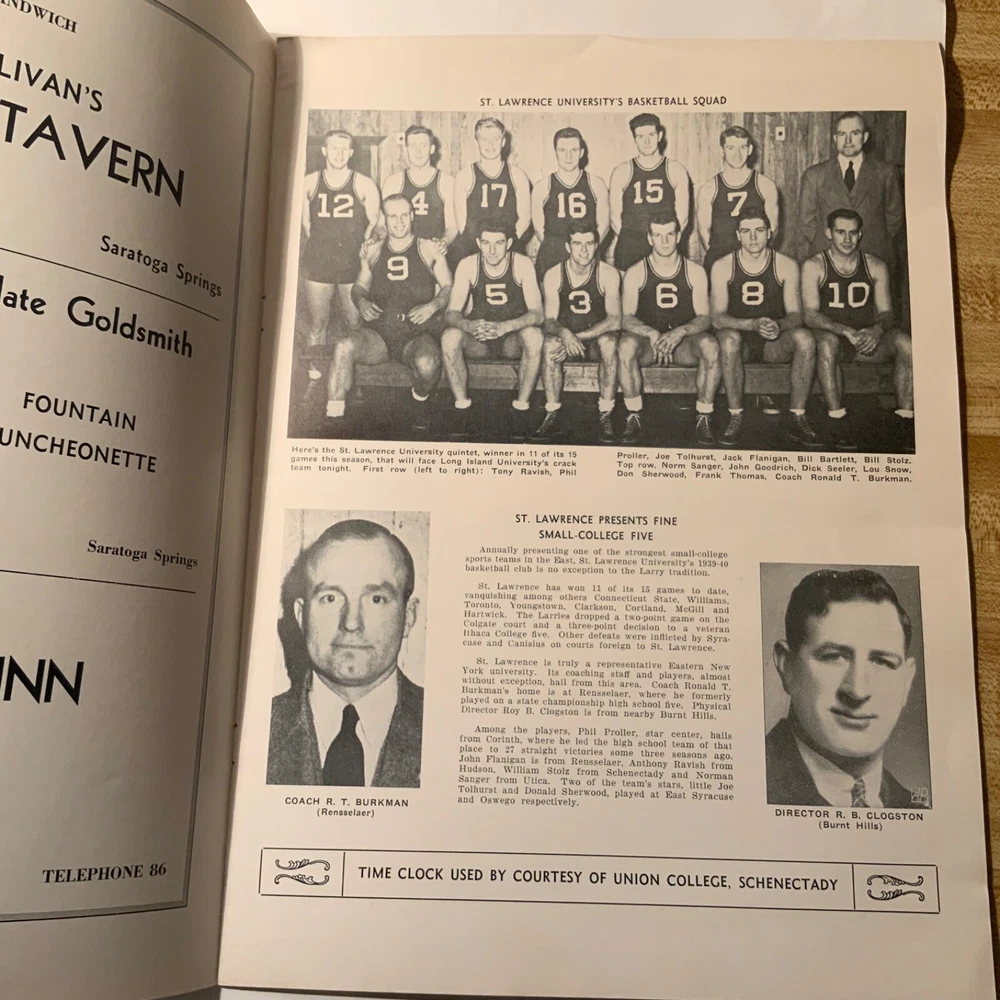 NDWICH
LIVAN'S
TAVERN
Saratoga Springs
late Goldsmith
FOUNTAIN
UNCHEONETTE
Saratoga Springs
NN
TELEPHONE 86
ST. LAWRENCE UNIVERSITY'S BASKETBALL SQUAD
12
4
17
16
15
7
9
5
3
6
8
10
Here's the St. Lawrence University quintet, winner in 11 of its 15
games this season, that will face Long Island University's crack
team tonight. First row (left to right): Tony Ravish, Phil
Proller, Joe Tolhurst, Jack Flanigan, Bill Bartlett, Bill Stolz.
Top row, Norm Sanger, John Goodrich, Dick Seeler, Lou Snow,
Don Sherwood, Frank Thomas, Coach Ronald T. Burkman.
ST. LAWRENCE PRESENTS FINE
SMALL-COLLEGE FIVE
Annually presenting one of the strongest small-college
sports teams in the East, St. Lawrence University's 1939-40
basketball club is no exception to the Larry tradition.
St. Lawrence has won 11 of its 15 games to date,
vanquishing among others Connecticut State, Williams,
Toronto, Youngstown, Clarkson, Cortland, McGill and
Hartwick. The Larries dropped a two-point game on the
Colgate court and a three-point decision to a veteran
Ithaca College five. Other defeats were inflicted by Syra-
cuse and Canisius on courts foreign to St. Lawrence.
St. Lawrence is truly a representative Eastern New
York university. Its coaching staff and players, almost
without exception, hail from this area. Coach Ronald T.
Burkman's home is at Rensselaer, where he formerly
played on a state championship high school five. Physical
Director Roy B. Clogston is from nearby Burnt Hills.
Among the players, Phil Proller, star center, hails
from Corinth, where he led the high school team of that
place to 27 straight victories some three seasons ago.
John Flanigan is from Rensselaer, Anthony Ravish from
Hudson, William Stolz from Schenectady and Norman
Sanger from Utica. Two of the team's stars, little Joe
Tolhurst and Donald Sherwood, played at East Syracuse
and Oswego respectively.
COACH R. T. BURKMAN
(Rensselaer)
DIRECTOR R. B. CLOGSTON
(Burnt Hills)
TIME CLOCK USED BY COURTESY OF UNION COLLEGE, SCHENECTADY